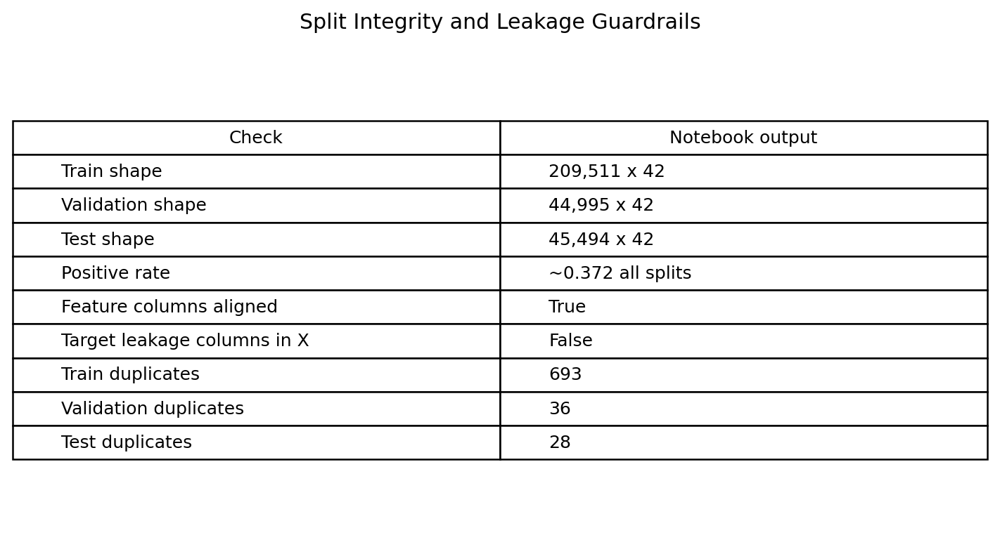 Split Integrity and Leakage Guardrails
Check Notebook output
Train shape 209,511 x 42
Validation shape 44,995 x 42
Test shape 45,494 x 42
Positive rate ~0.372 all splits
Feature columns aligned True
Target leakage columns in X False
Train duplicates 693
Validation duplicates 36
Test duplicates 28